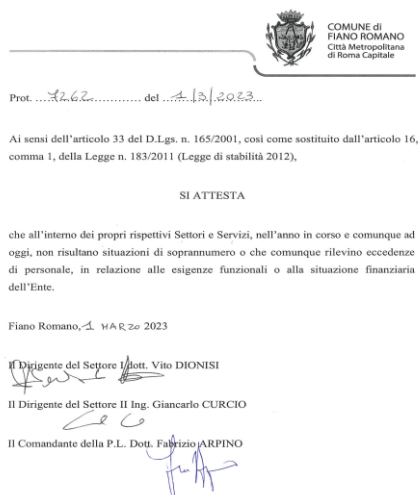 COMUNE di
FIANO ROMANO
Città Metropolitana
di Roma Capitale
Prot. ....7262............. del ...1/3/2023...
Ai sensi dell'articolo 33 del D.Lgs. n. 165/2001, così come sostituito dall'articolo 16,
comma 1, della Legge n. 183/2011 (Legge di stabilità 2012),
SI ATTESTA
che all'interno dei propri rispettivi Settori e Servizi, nell'anno in corso e comunque ad
oggi, non risultano situazioni di soprannumero o che comunque rilevino eccedenze
di personale, in relazione alle esigenze funzionali o alla situazione finanziaria
dell'Ente.
Fiano Romano, 1 MARZO 2023
Il Dirigente del Settore I dott. Vito DIONISI
Il Dirigente del Settore II Ing. Giancarlo CURCIO
Il Comandante della P.L. Dott. Fabrizio ARPINO